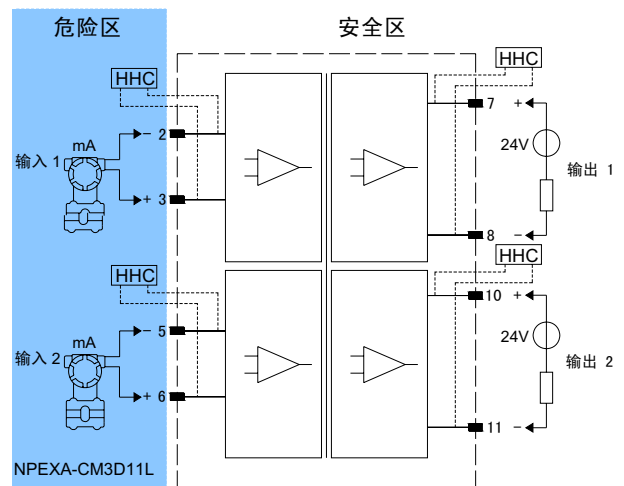 危险区
安全区
HHC
HHC
7 +
mA
- 2
24V
输入 1
输出 1
+ 3
8 -
HHC
HHC
10 +
mA
- 5
24V
输入 2
输出 2
+ 6
11 -
NPEXA-CM3D11L